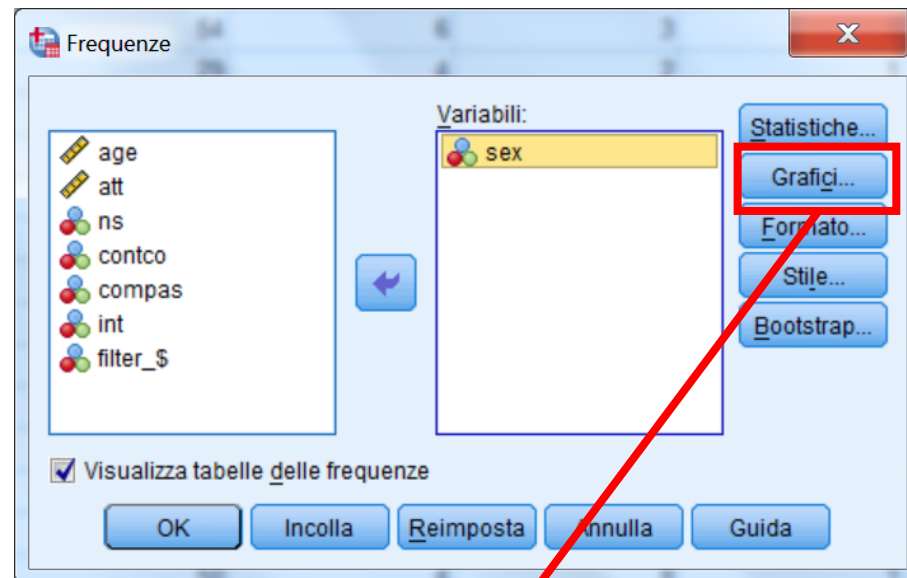 Frequenze
Variabili:
age
att
ns
contco
compas
int
filter_$
sex
Statistiche...
Grafici...
Formato...
Stile...
Bootstrap...
Visualizza tabelle delle frequenze
OK Incolla Reimposta Annulla Guida